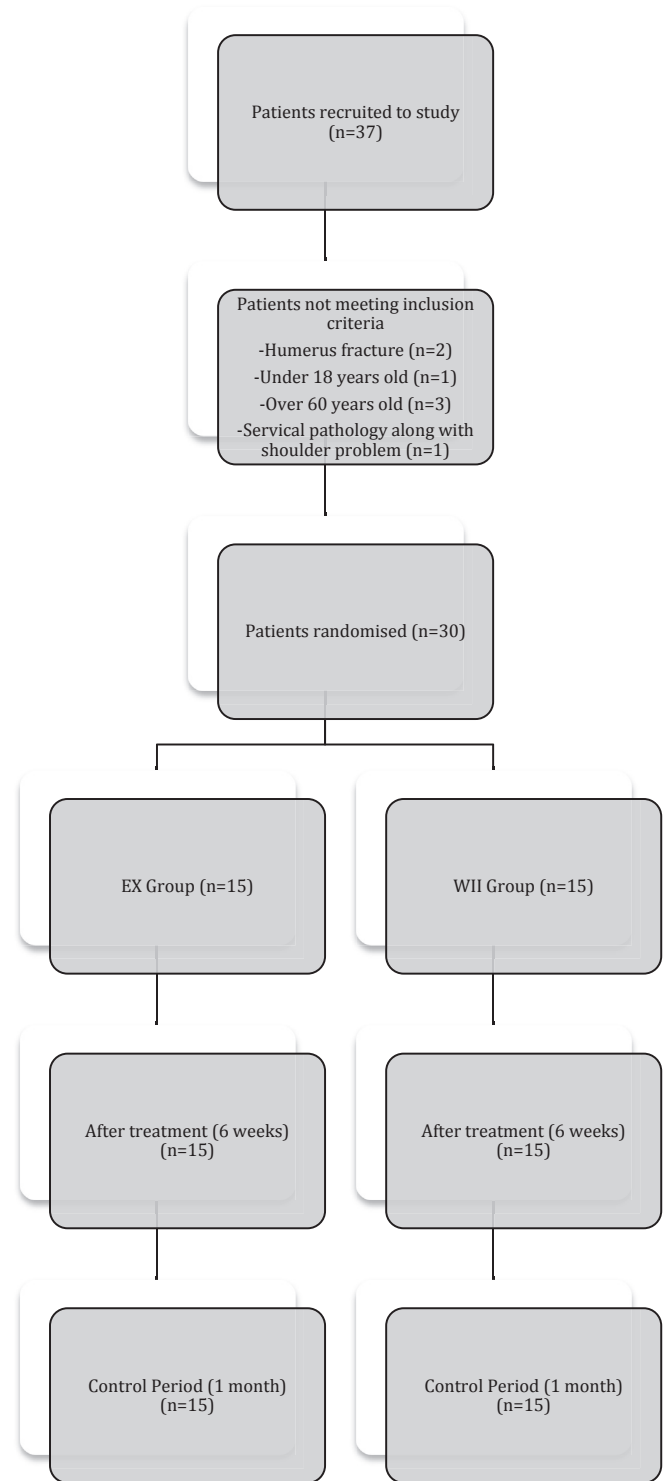 Patients recruited to study
(n=37)
Patients not meeting inclusion
criteria
-Humerus fracture (n=2)
-Under 18 years old (n=1)
-Over 60 years old (n=3)
-Servical pathology along with
shoulder problem (n=1)
Patients randomised (n=30)
EX Group (n=15)
WII Group (n=15)
After treatment (6 weeks)
(n=15)
After treatment (6 weeks)
(n=15)
Control Period (1 month)
(n=15)
Control Period (1 month)
(n=15)